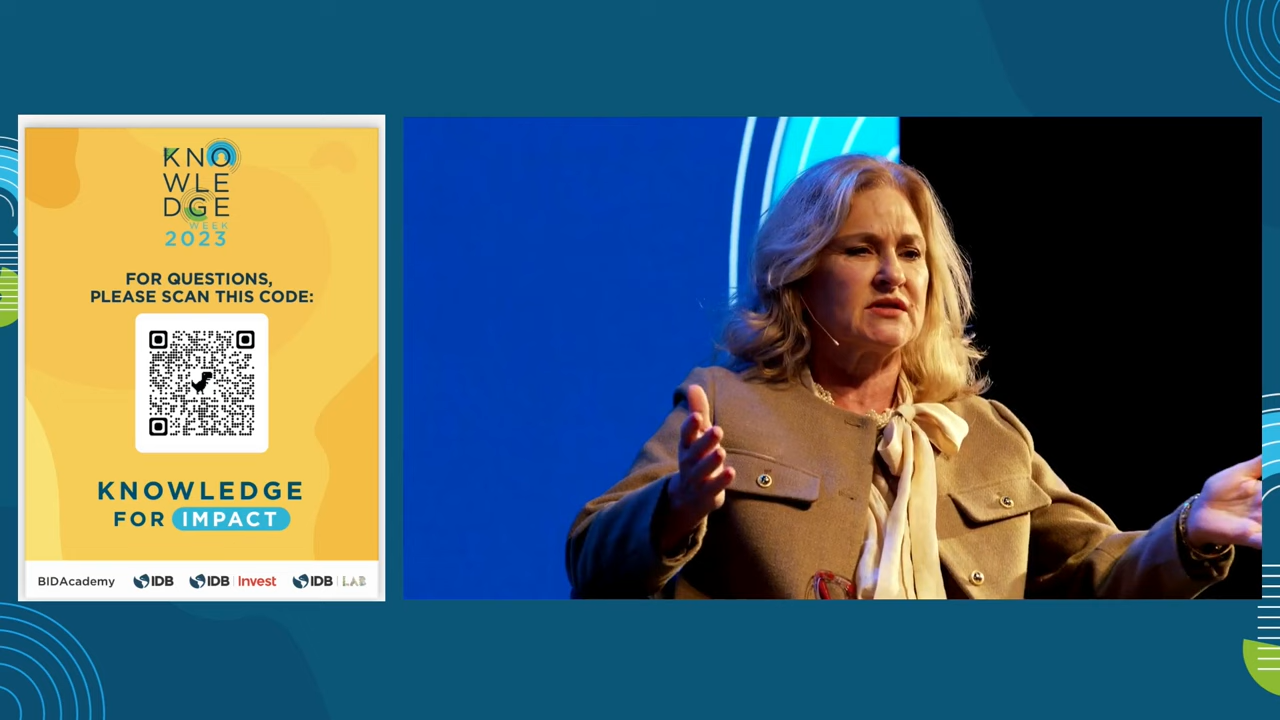 KNO
WLE
DGE
WEEK
2023
FOR QUESTIONS,
PLEASE SCAN THIS CODE:
KNOWLEDGE
FOR IMPACT
BIDAcademy IDB IDB Invest IDB LAB